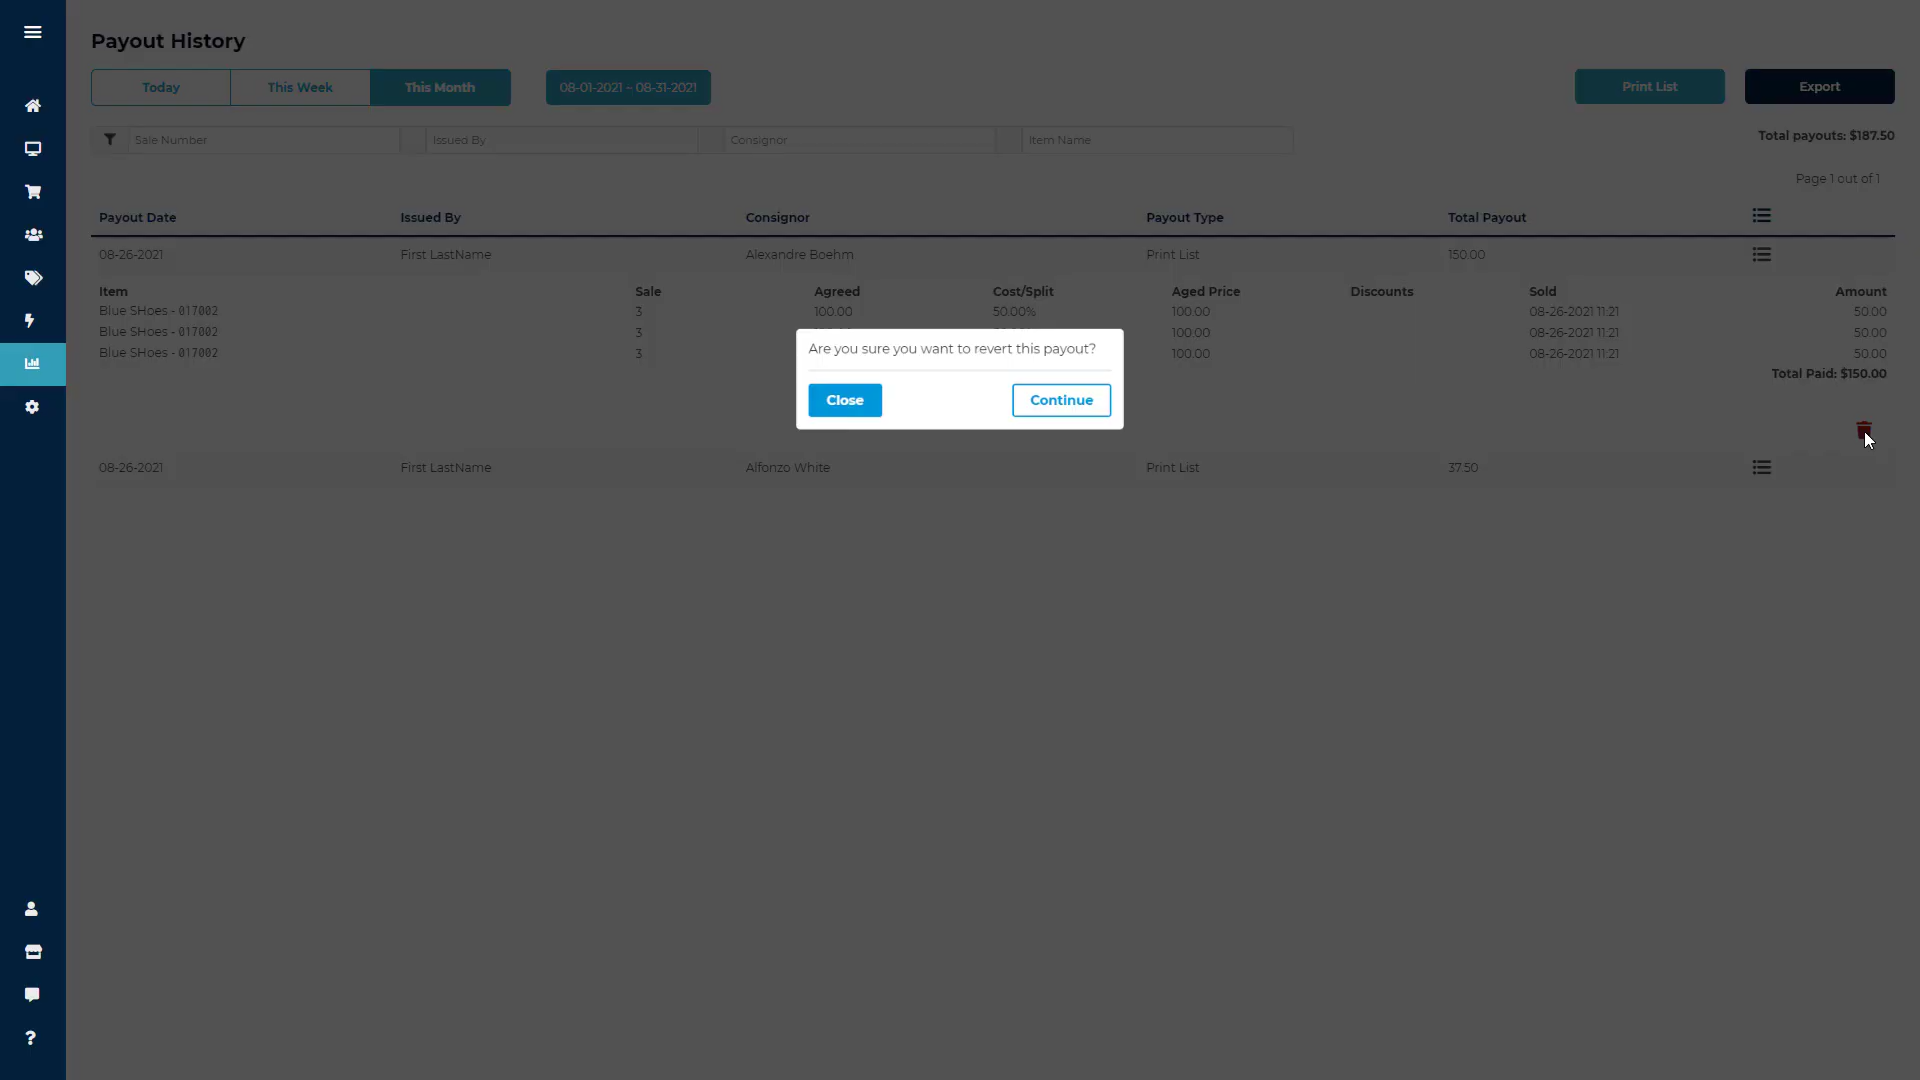 Payout History
Today This Week This Month 08-01-2021 ~ 08-31-2021 Print List Export
Sale Number Issued By Consignor Item Name Total payouts: $187.50
Page 1 out of 1
Payout Date Issued By Consignor Payout Type Total Payout
08-26-2021 First LastName Alexandre Boehm Print List 150.00
Item Sale Agreed Cost/Split Aged Price Discounts Sold Amount
Blue SHoes - 017002 3 100.00 50.00% 100.00 08-26-2021 11:21 50.00
Blue SHoes - 017002 3 100.00 08-26-2021 11:21 50.00
Blue SHoes - 017002 3 100.00 08-26-2021 11:21 50.00
Total Paid: $150.00
Are you sure you want to revert this payout?
Close Continue
08-26-2021 First LastName Alfonzo White Print List 37.50